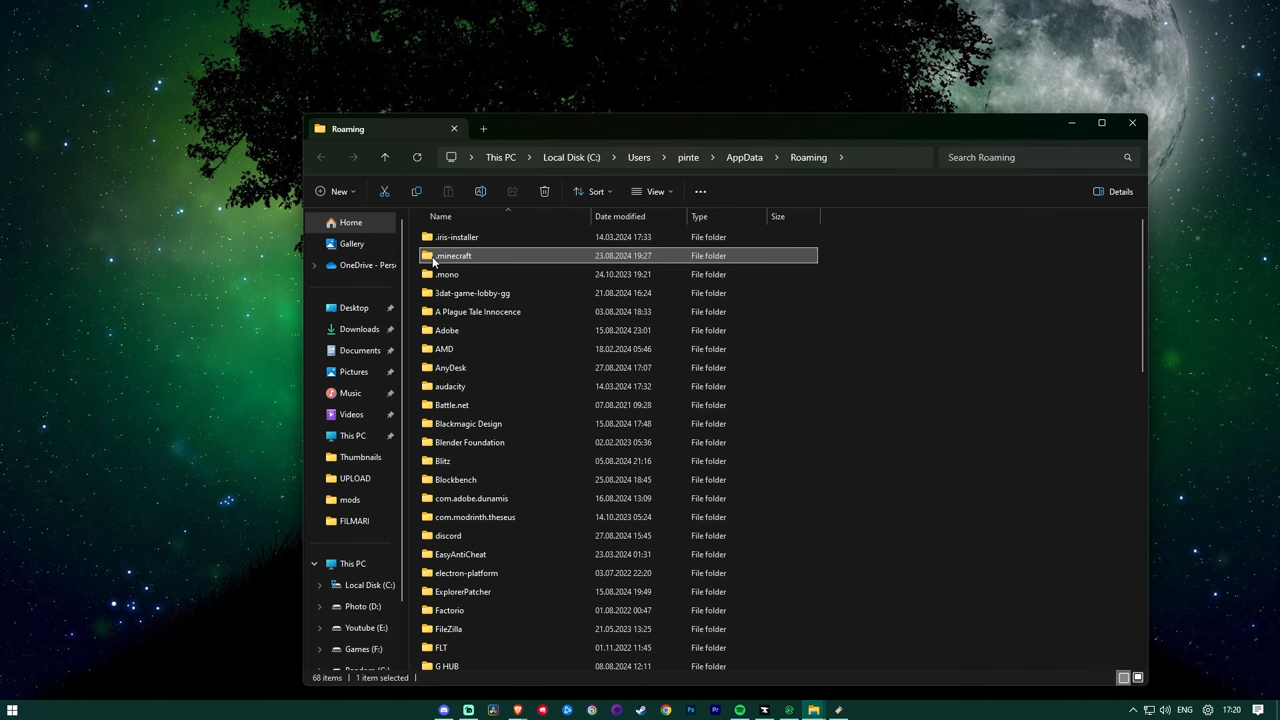 Roaming
This PC
Local Disk (C:)
Users
pinte
AppData
Roaming
Search Roaming
New
Sort
View
Details
Home
Gallery
OneDrive - Pers
Desktop
Downloads
Documents
Pictures
Music
Videos
This PC
Thumbnails
UPLOAD
mods
FILMARI
This PC
Local Disk (C:)
Photo (D:)
Youtube (E:)
Games (F:)
Name Date modified Type Size
.iris-installer 14.03.2024 17:33 File folder
.minecraft 23.08.2024 19:27 File folder
.mono 24.10.2023 19:21 File folder
3dat-game-lobby-gg 21.08.2024 16:24 File folder
A Plague Tale Innocence 03.08.2024 18:33 File folder
Adobe 15.08.2024 23:01 File folder
AMD 18.02.2024 05:46 File folder
AnyDesk 27.08.2024 17:07 File folder
audacity 14.03.2024 17:32 File folder
Battle.net 07.08.2021 09:28 File folder
Blackmagic Design 15.08.2024 17:48 File folder
Blender Foundation 02.02.2023 05:36 File folder
Blitz 05.08.2024 21:16 File folder
Blockbench 25.08.2024 18:45 File folder
com.adobe.dunamis 16.08.2024 13:09 File folder
com.modrinth.theseus 14.10.2023 05:24 File folder
discord 27.08.2024 15:45 File folder
EasyAntiCheat 23.03.2024 01:31 File folder
electron-platform 03.07.2022 22:20 File folder
ExplorerPatcher 15.08.2024 19:49 File folder
Factorio 01.08.2022 00:47 File folder
FileZilla 21.05.2023 13:25 File folder
FLT 01.11.2022 17:45 File folder
G HUB 08.08.2024 12:11 File folder
68 items
1 item selected
ENG
17:20